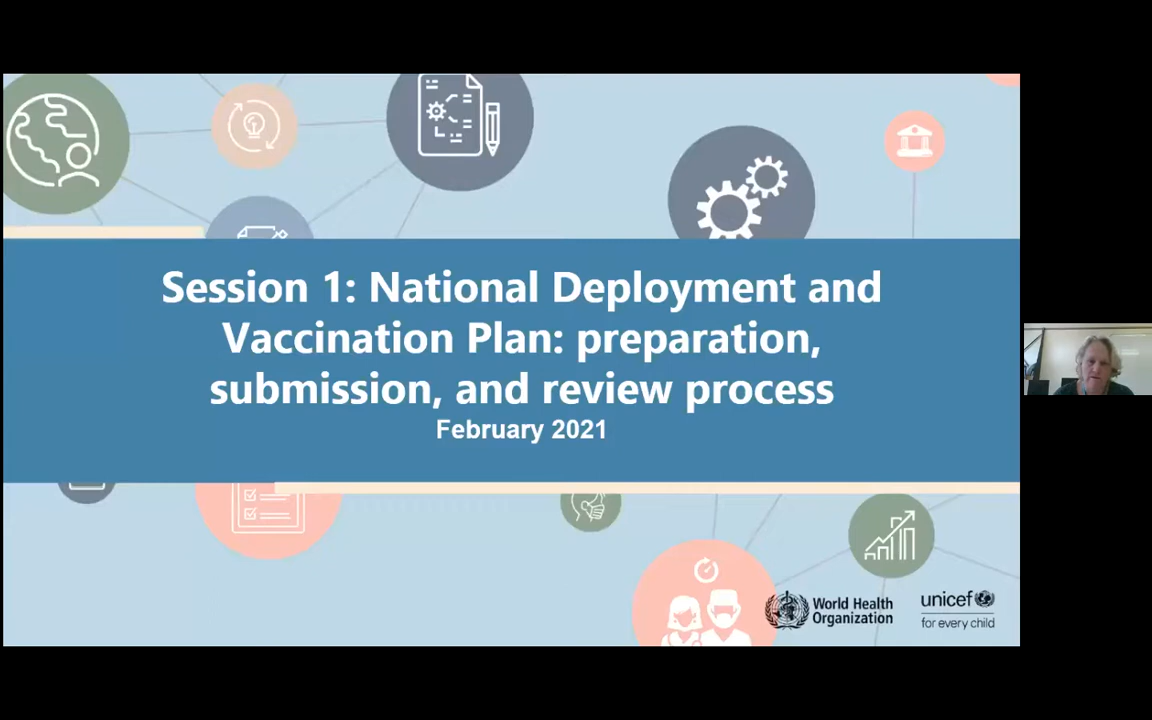 Session 1: National Deployment and
Vaccination Plan: preparation,
submission, and review process
February 2021
World Health
Organization
unicef
for every child